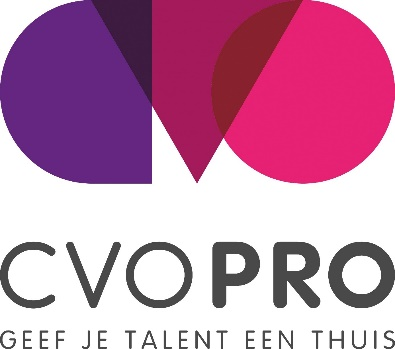 CVOPRO
GEEF JE TALENT EEN THUIS